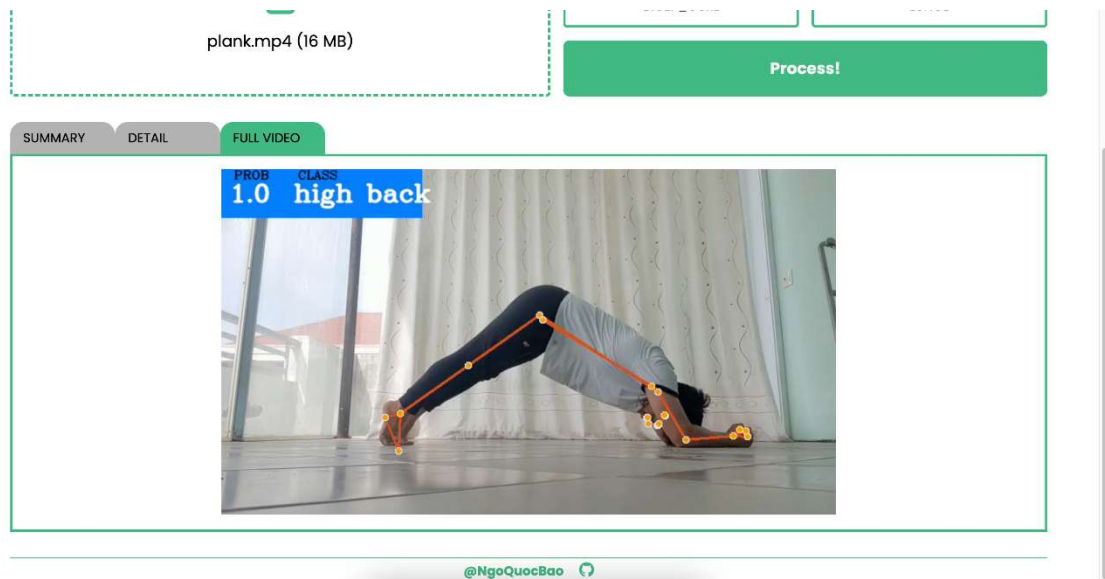 plank.mp4 (16 MB)
Process!
SUMMARY DETAIL FULL VIDEO
PROB CLASS
1.0 high back
@NgoQuocBao